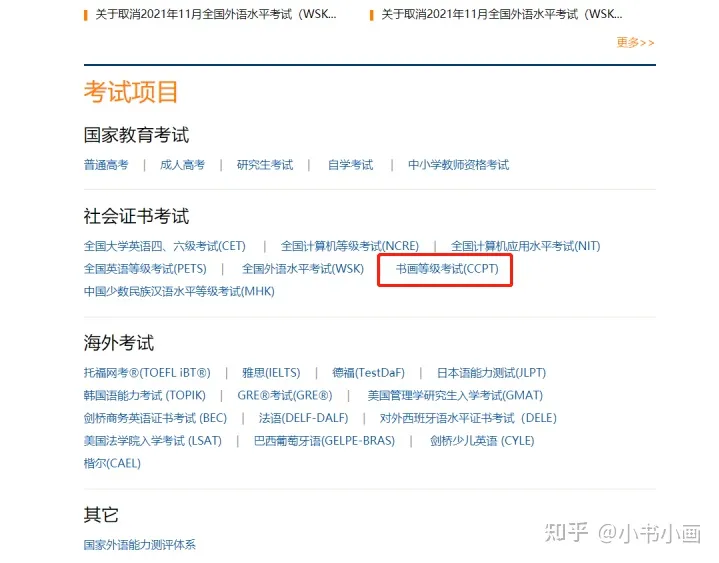 关于取消2021年11月全国外语水平考试（WSK... 关于取消2021年11月全国外语水平考试（WSK...
更多>>
考试项目
国家教育考试
普通高考 | 成人高考 | 研究生考试 | 自学考试 | 中小学教师资格考试
社会证书考试
全国大学英语四、六级考试(CET) | 全国计算机等级考试(NCRE) | 全国计算机应用水平考试(NIT)
全国英语等级考试(PETS) | 全国外语水平考试(WSK) 书画等级考试(CCPT)
中国少数民族汉语水平等级考试(MHK)
海外考试
托福网考®(TOEFL iBT®) | 雅思(IELTS) | 德福(TestDaF) | 日本语能力测试(JLPT)
韩国语能力考试 (TOPIK) | GRE®考试(GRE®) | 美国管理学研究生入学考试(GMAT)
剑桥商务英语证书考试 (BEC) | 法语(DELF-DALF) | 对外西班牙语水平证书考试（DELE）
美国法学院入学考试 (LSAT) | 巴西葡萄牙语(GELPE-BRAS) | 剑桥少儿英语 (CYLE)
楷尔(CAEL)
其它
国家外语能力测评体系
知乎 @小书小画